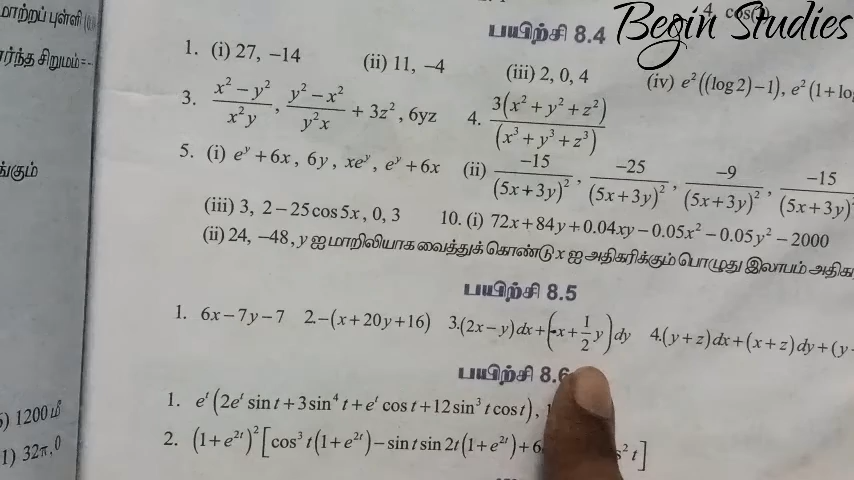 மாற்றப் புள்ளி
ார்ந்த சிறுமம்=-
ங்கும்
) 1200 மீ
1) 32π,0
Begin Studies
பயிற்சி 8.4
1. (i) 27, −14 (ii) 11, −4 (iii) 2, 0, 4 (iv) e²((log2)−1), e²(1+lo
3. (x²−y²)/(x²y), (y²−x²)/(y²x) + 3z², 6yz 4. 3(x²+y²+z²)/(x³+y³+z³)
5. (i) e^y+6x, 6y, xe^y, e^y+6x (ii) −15/(5x+3y)², −25/(5x+3y)², −9/(5x+3y)², −15/(5x+3y)
(iii) 3, 2−25cos5x, 0, 3 10. (i) 72x+84y+0.04xy−0.05x²−0.05y²−2000
(ii) 24, −48, y ஐ மாறிலியாக வைத்துக் கொண்டு x ஐ அதிகரிக்கும் பொழுது இலாபம் அதிக
பயிற்சி 8.5
1. 6x−7y−7 2. −(x+20y+16) 3. (2x−y)dx+(-x+½y)dy 4. (y+z)dx+(x+z)dy+(y
பயிற்சி 8.6
1. e^t(2e^t sin t+3sin⁴ t+e^t cos t+12sin³ t cos t),
2. (1+e^{2t})²[cos³ t(1+e^{2t})−sin t sin 2t(1+e^{2t})+6 s² t]